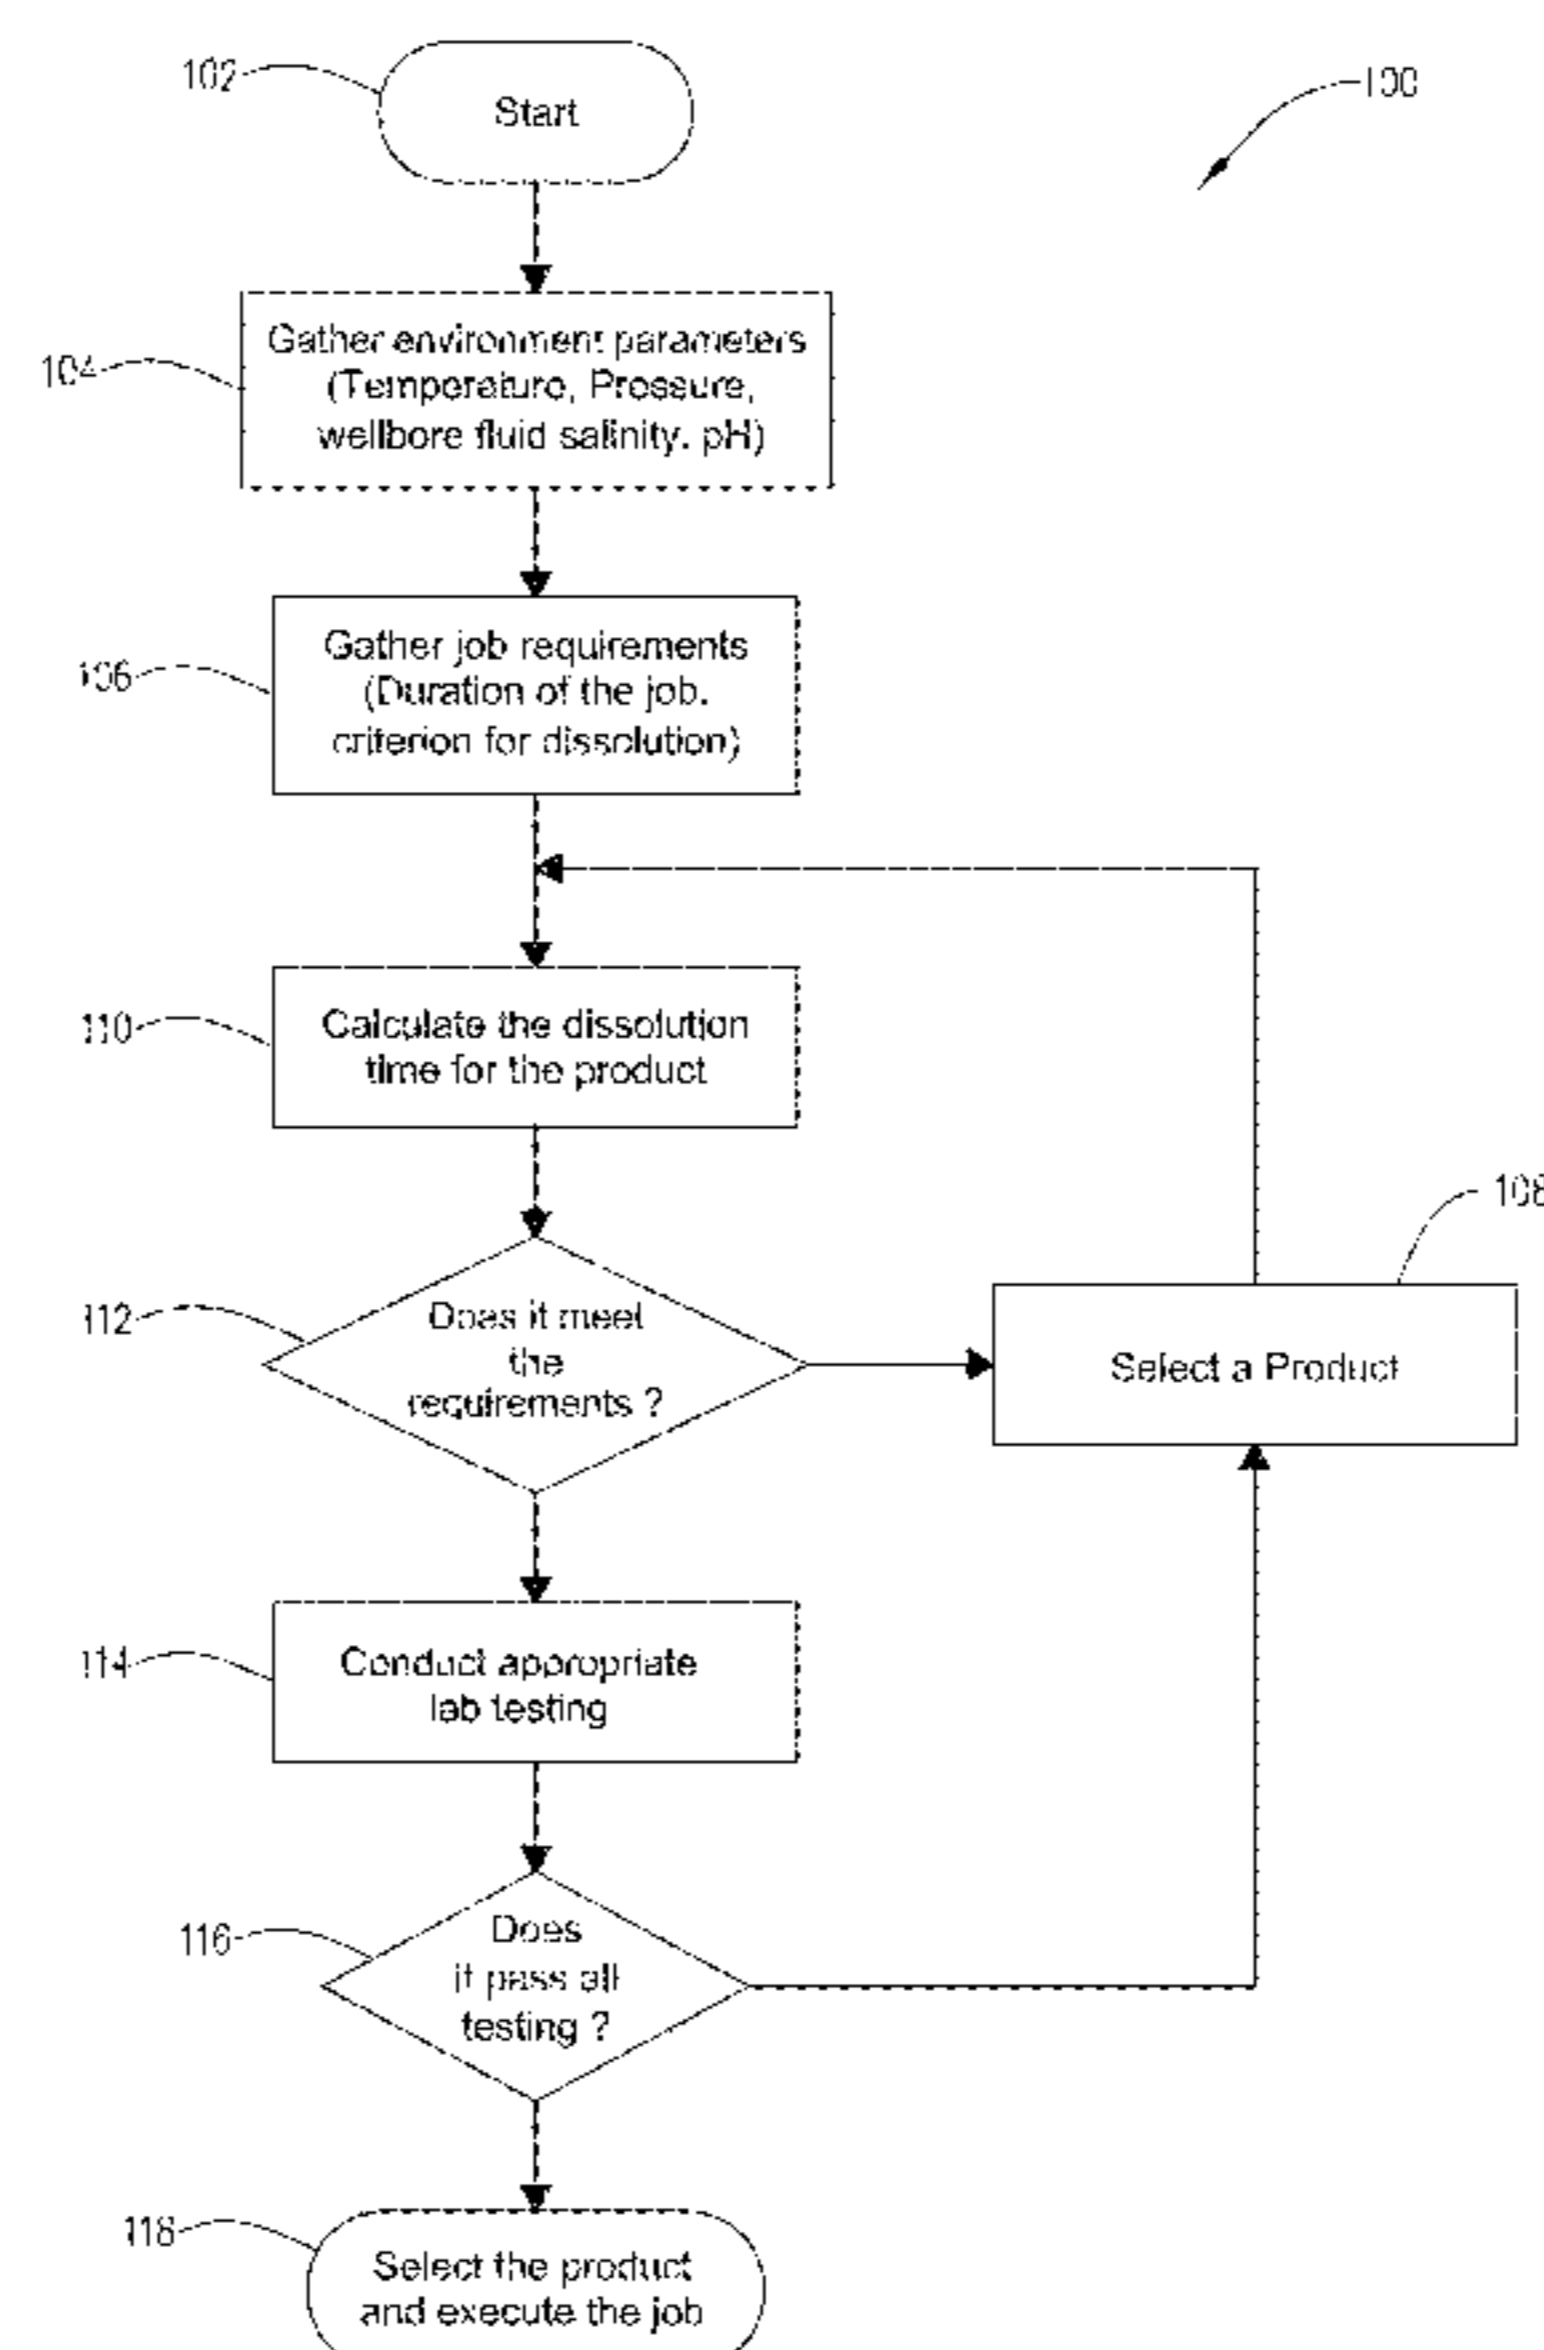 102
Start
100
104
Gather environment parameters
(Temperature, Pressure,
wellbore fluid salinity. pH)
106
Gather job requirements
(Duration of the job.
criterion for dissolution)
110
Calculate the dissolution
time for the product
108
112
Does it meet
the
requirements ?
Select a Product
114
Conduct appropriate
lab testing
116
Does
it pass all
testing ?
118
Select the product
and execute the job